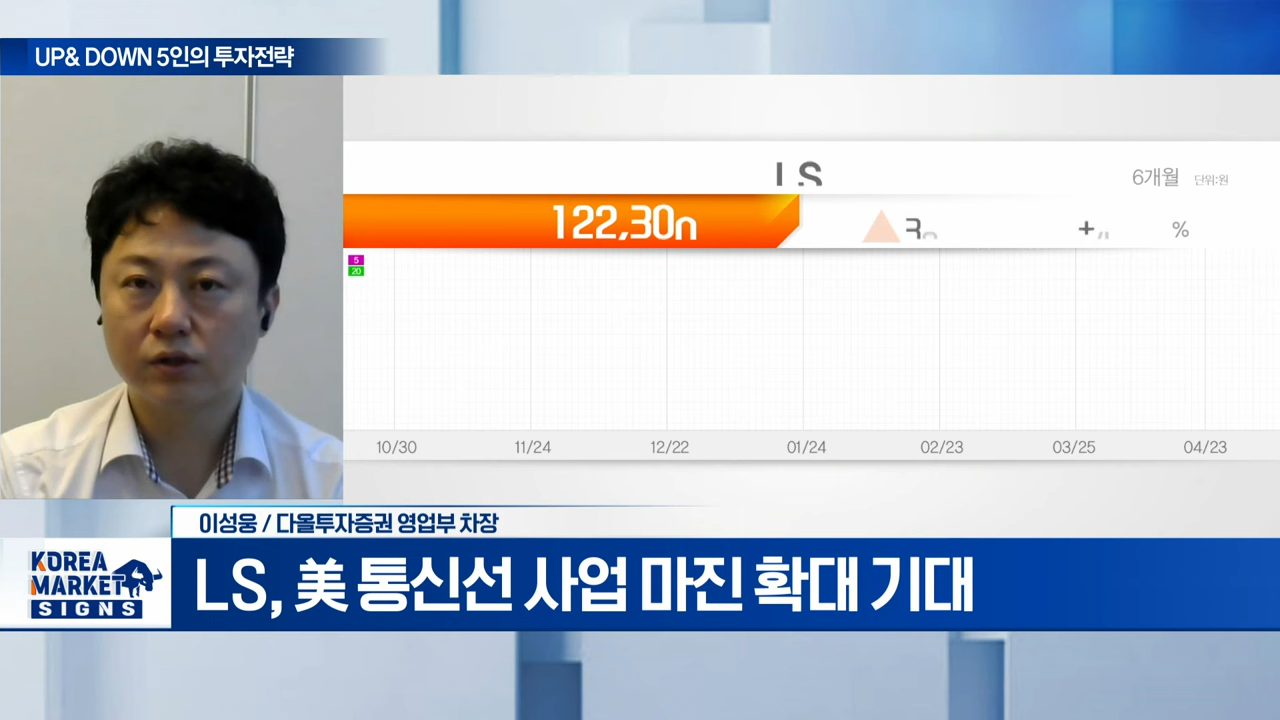 UP& DOWN 5인의 투자전략
LS
6개월 단위:원
+ %
5
20
10/30 11/24 12/22 01/24 02/23 03/25 04/23
이성웅 / 다올투자증권 영업부 차장
KOREA
MARKET
SIGNS
LS, 美 통신선 사업 마진 확대 기대